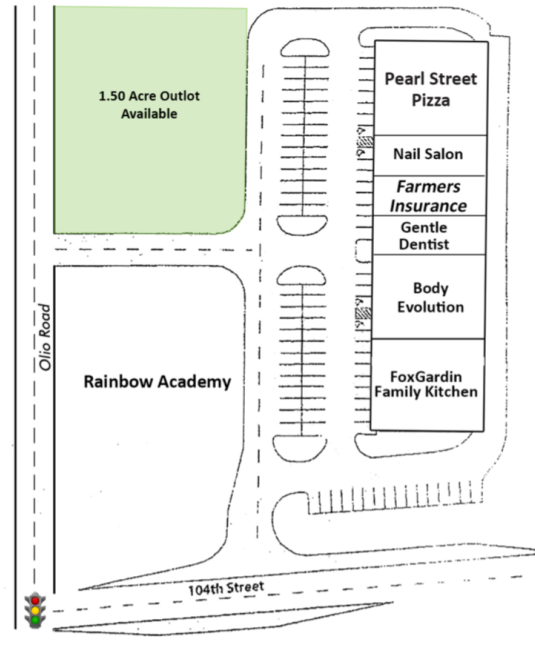 1.50 Acre Outlot
Available
Pearl Street
Pizza
Nail Salon
Farmers
Insurance
Gentle
Dentist
Body
Evolution
FoxGardin
Family Kitchen
Olio Road
Rainbow Academy
104th Street